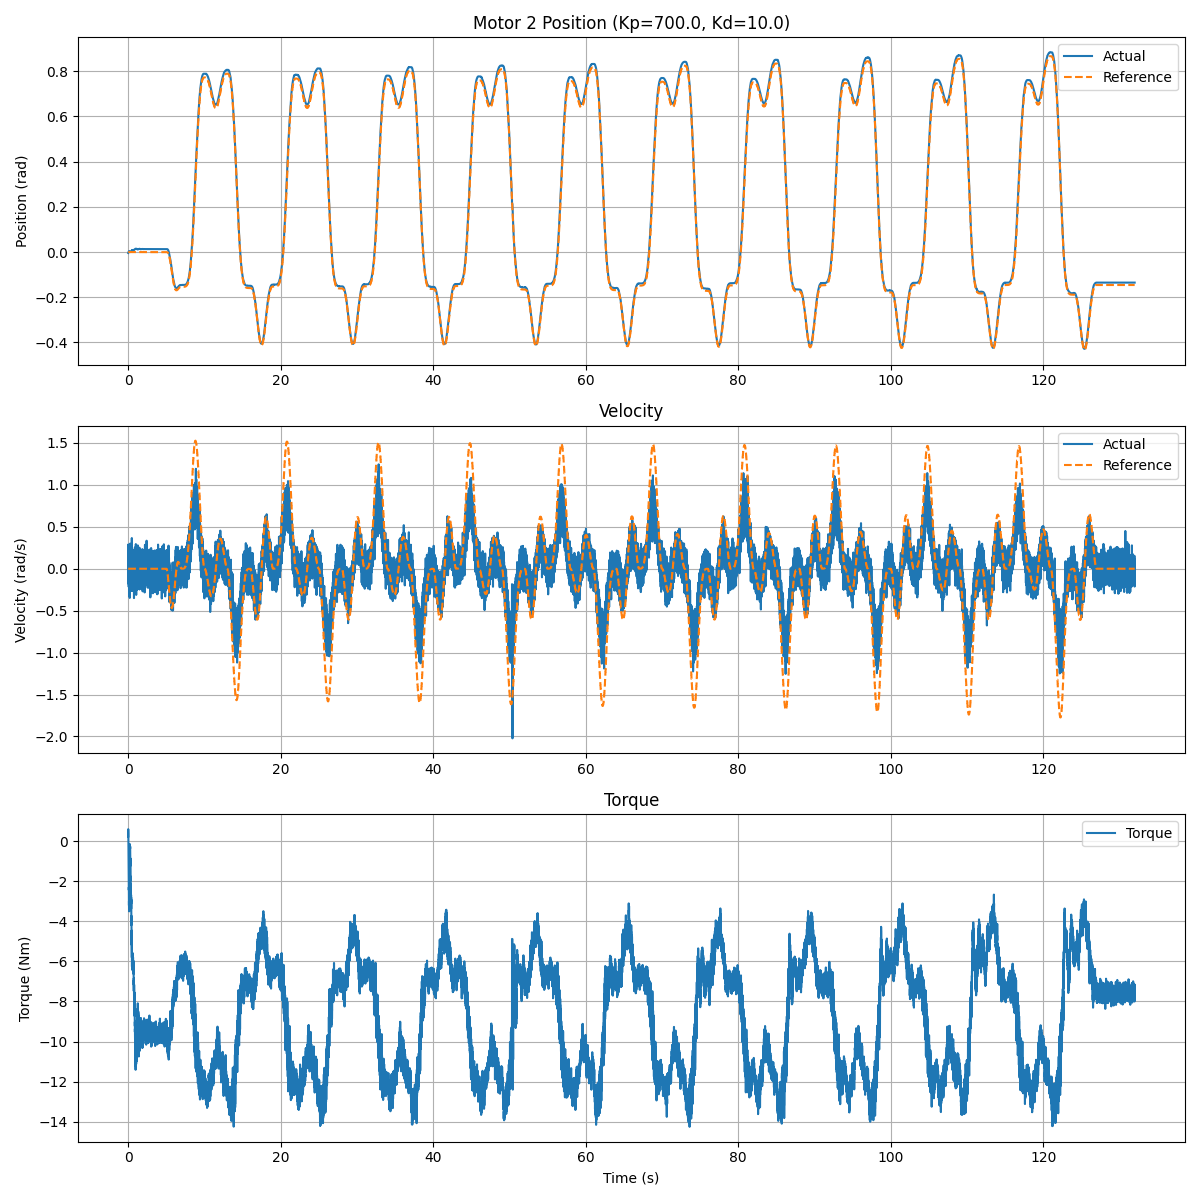 Motor 2 Position (Kp=700.0, Kd=10.0)
Actual
Reference
Position (rad)
0.8
0.6
0.4
0.2
0.0
−0.2
−0.4
0 20 40 60 80 100 120
Velocity
Actual
Reference
Velocity (rad/s)
1.5
1.0
0.5
0.0
−0.5
−1.0
−1.5
−2.0
0 20 40 60 80 100 120
Torque
Torque
Torque (Nm)
0
−2
−4
−6
−8
−10
−12
−14
0 20 40 60 80 100 120
Time (s)